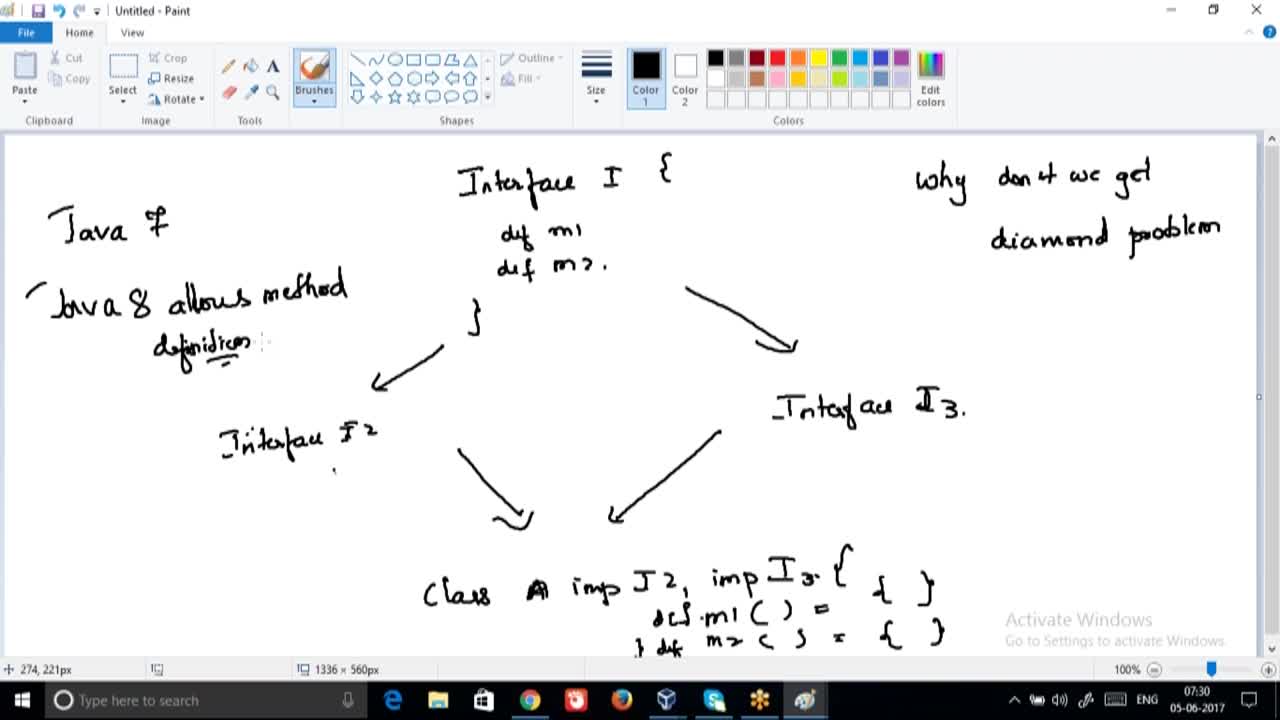 Untitled - Paint
File
Home
View
Paste
Cut
Copy
Clipboard
Select
Crop
Resize
Rotate
Image
Tools
Brushes
Shapes
Outline
Fill
Size
Color 1
Color 2
Edit colors
Colors
Interface I {
def m1
def m2.
}
why don't we get
diamond problem
Java 7
Java 8 allows method
definition
Interface I2
Interface I3.
Class A imp I2, imp I3. {
def m1 ( ) = { }
} def m2 ( ) = { }
Activate Windows
Go to Settings to activate Windows.
274, 221px
1336 × 560px
100%
Type here to search
ENG
07:30
05-06-2017